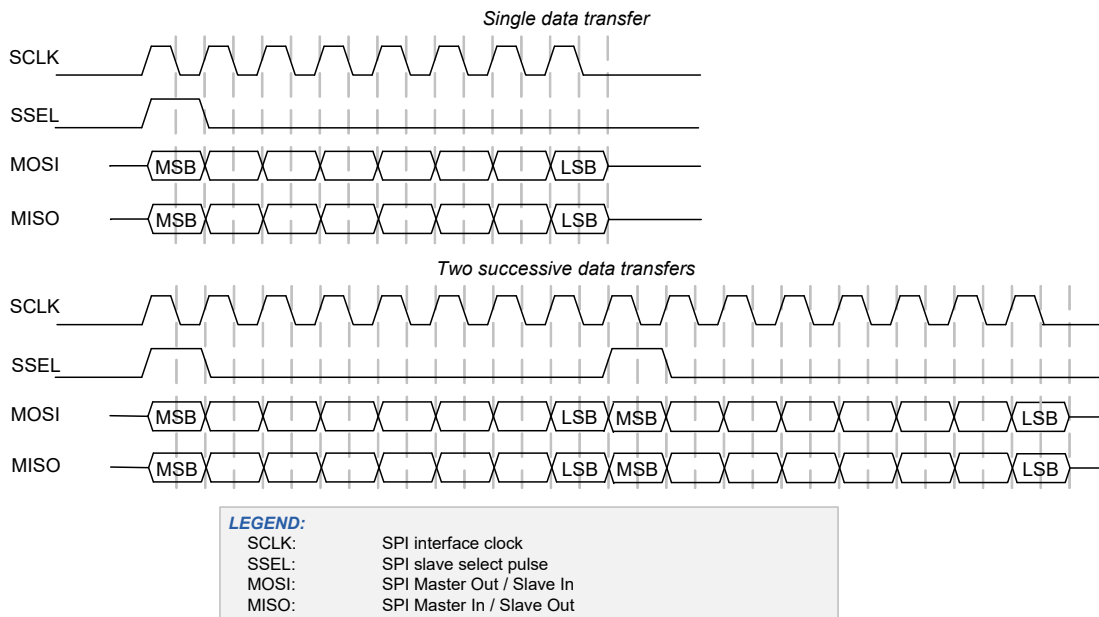 Single data transfer
SCLK
SSEL
MOSI MSB LSB
MISO MSB LSB
Two successive data transfers
SCLK
SSEL
MOSI MSB LSB MSB LSB
MISO MSB LSB MSB LSB
LEGEND:
SCLK: SPI interface clock
SSEL: SPI slave select pulse
MOSI: SPI Master Out / Slave In
MISO: SPI Master In / Slave Out